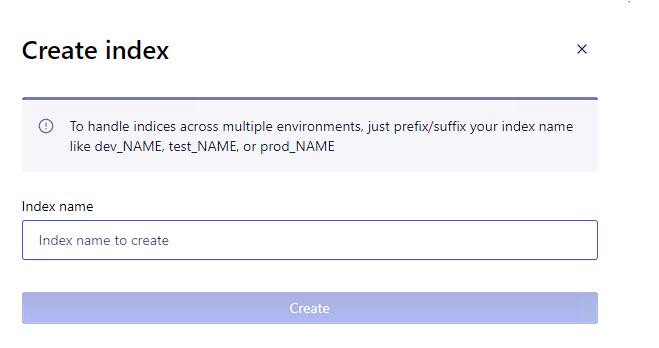 Create index
To handle indices across multiple environments, just prefix/suffix your index name
like dev_NAME, test_NAME, or prod_NAME
Index name
Index name to create
Create